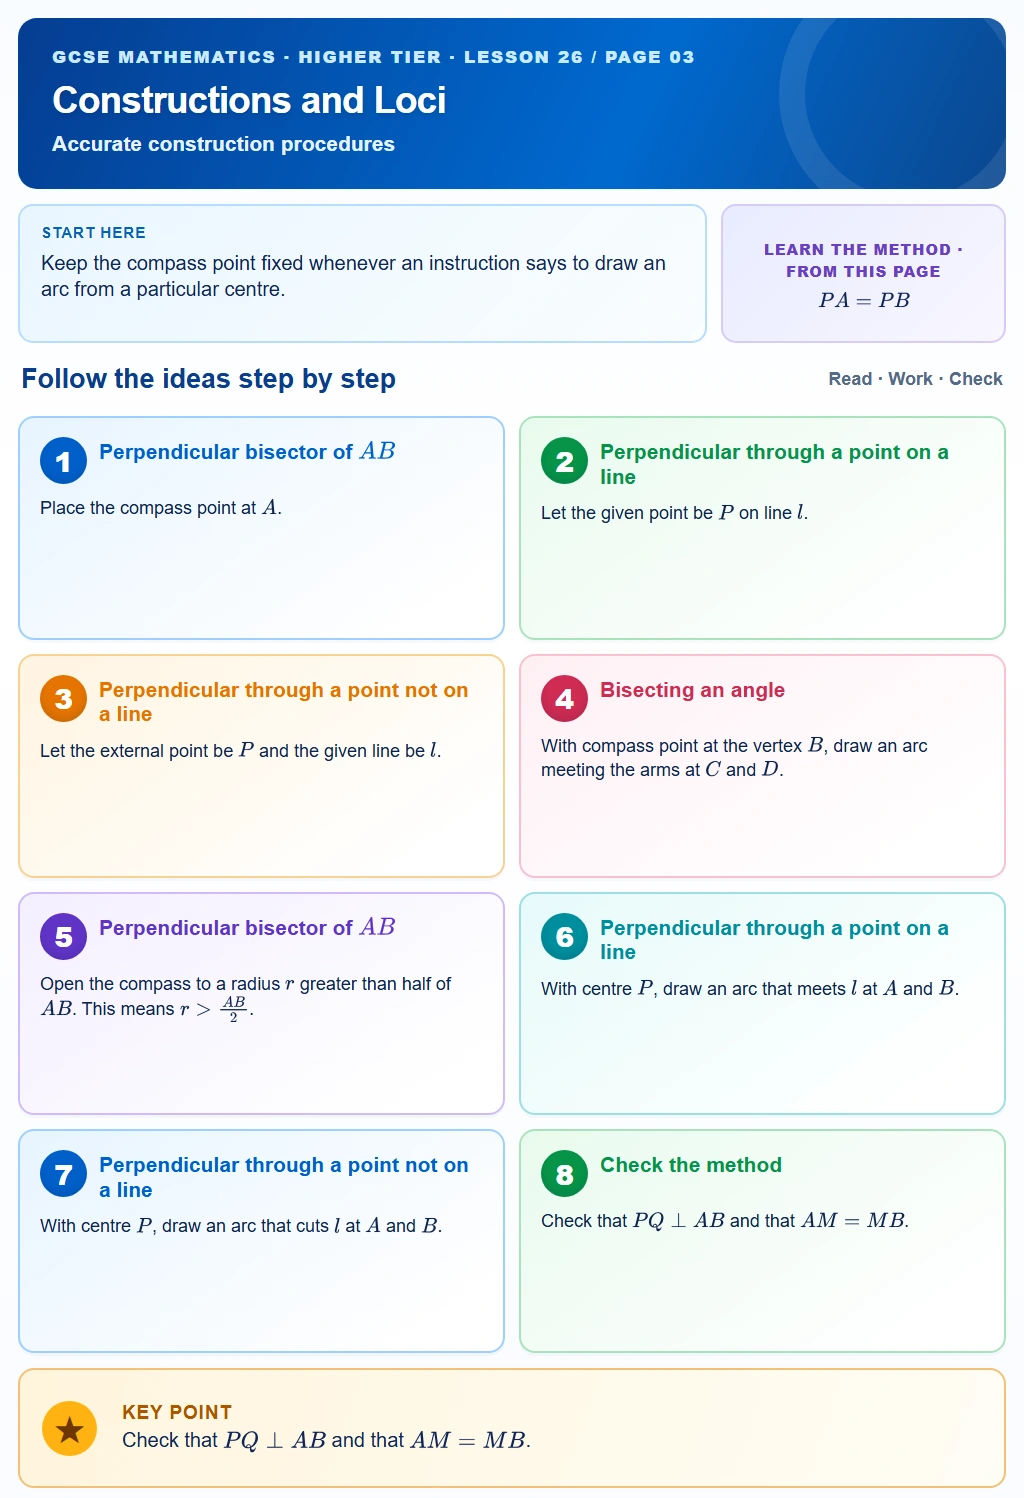 GCSE MATHEMATICS · HIGHER TIER · LESSON 26 / PAGE 03
Constructions and Loci
Accurate construction procedures
START HERE
Keep the compass point fixed whenever an instruction says to draw an
arc from a particular centre.
LEARN THE METHOD ·
FROM THIS PAGE
PA = PB
Follow the ideas step by step
Read · Work · Check
1
Perpendicular bisector of AB
Place the compass point at A.
2
Perpendicular through a point on a
line
Let the given point be P on line l.
3
Perpendicular through a point not on
a line
Let the external point be P and the given line be l.
4
Bisecting an angle
With compass point at the vertex B, draw an arc
meeting the arms at C and D.
5
Perpendicular bisector of AB
Open the compass to a radius r greater than half of
AB. This means r > AB/2.
6
Perpendicular through a point on a
line
With centre P, draw an arc that meets l at A and B.
7
Perpendicular through a point not on
a line
With centre P, draw an arc that cuts l at A and B.
8
Check the method
Check that PQ ⊥ AB and that AM = MB.
KEY POINT
Check that PQ ⊥ AB and that AM = MB.